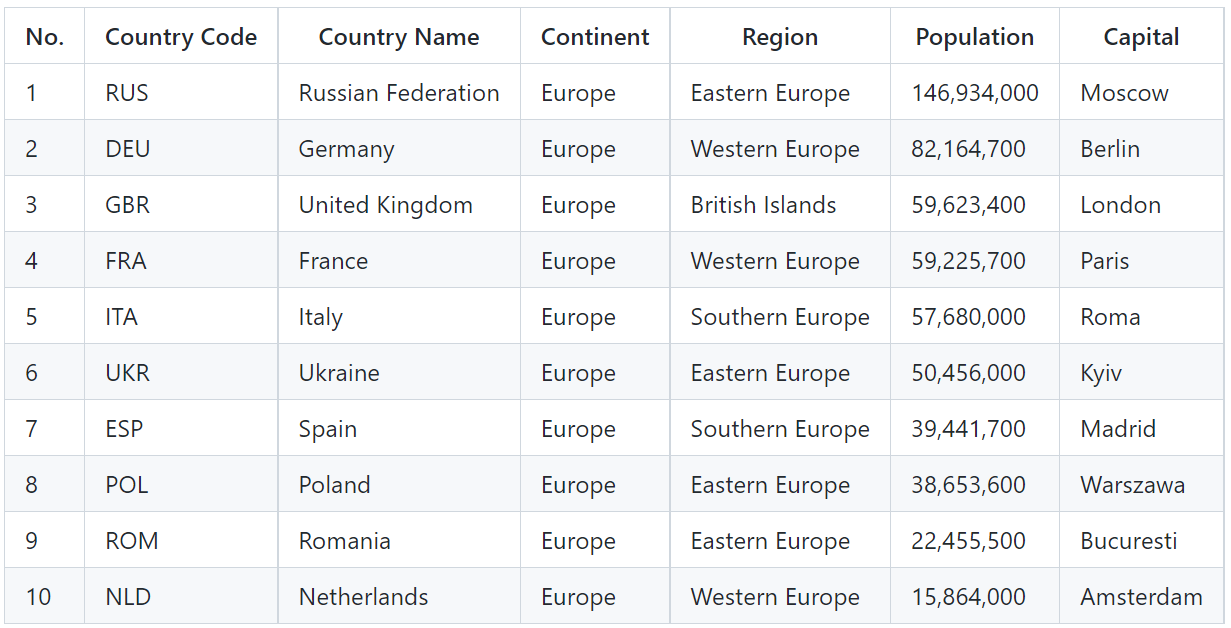 No. Country Code Country Name Continent Region Population Capital
1 RUS Russian Federation Europe Eastern Europe 146,934,000 Moscow
2 DEU Germany Europe Western Europe 82,164,700 Berlin
3 GBR United Kingdom Europe British Islands 59,623,400 London
4 FRA France Europe Western Europe 59,225,700 Paris
5 ITA Italy Europe Southern Europe 57,680,000 Roma
6 UKR Ukraine Europe Eastern Europe 50,456,000 Kyiv
7 ESP Spain Europe Southern Europe 39,441,700 Madrid
8 POL Poland Europe Eastern Europe 38,653,600 Warszawa
9 ROM Romania Europe Eastern Europe 22,455,500 Bucuresti
10 NLD Netherlands Europe Western Europe 15,864,000 Amsterdam